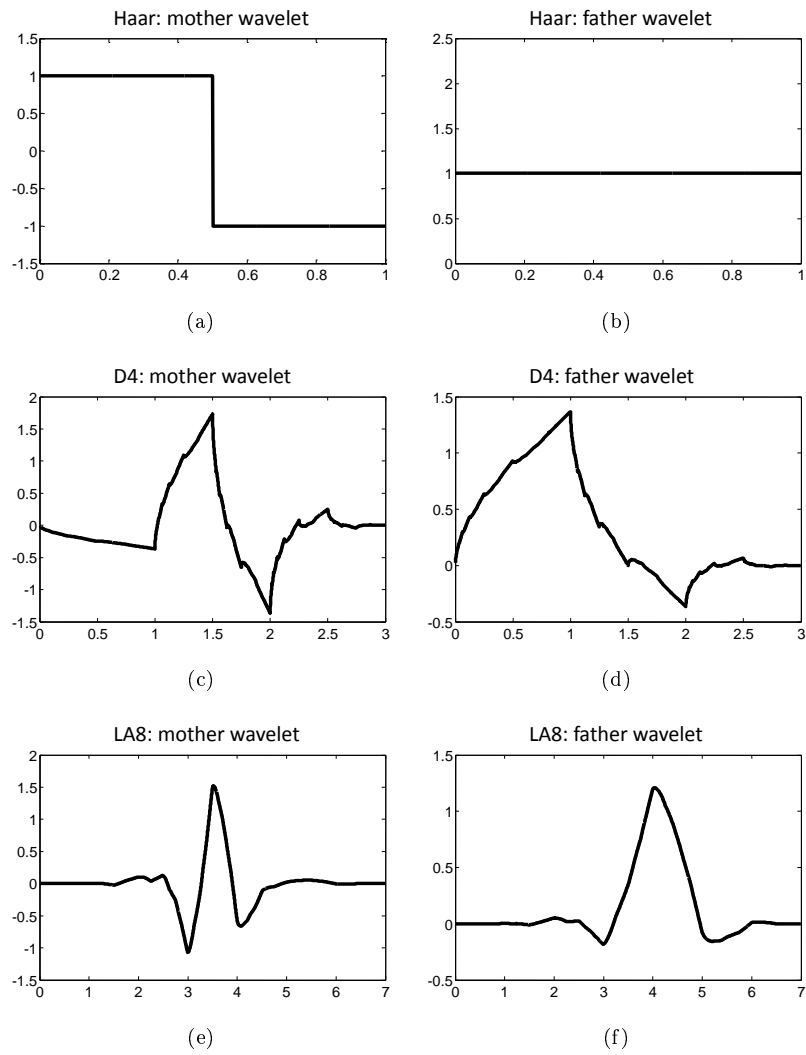 Haar: mother wavelet
1.5
1
0.5
0
-0.5
-1
-1.5
0 0.2 0.4 0.6 0.8 1
(a)
Haar: father wavelet
2.5
2
1.5
1
0.5
0
0 0.2 0.4 0.6 0.8 1
(b)
D4: mother wavelet
2
1.5
1
0.5
0
-0.5
-1
-1.5
0 0.5 1 1.5 2 2.5 3
(c)
D4: father wavelet
1.5
1
0.5
0
-0.5
0 0.5 1 1.5 2 2.5 3
(d)
LA8: mother wavelet
2
1.5
1
0.5
0
-0.5
-1
-1.5
0 1 2 3 4 5 6 7
(e)
LA8: father wavelet
1.5
1
0.5
0
-0.5
0 1 2 3 4 5 6 7
(f)